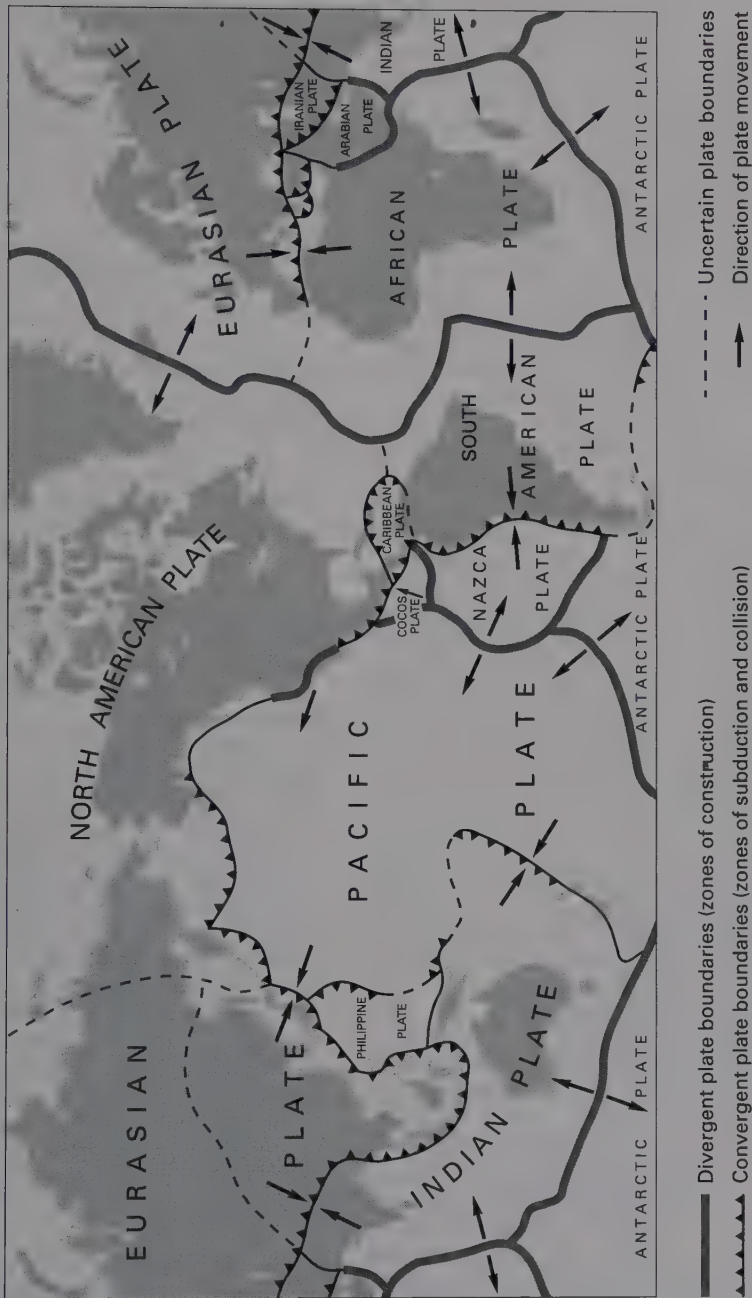 NORTH AMERICAN PLATE
EURASIAN PLATE
EURASIAN
PLATE
PHILIPPINE
PLATE
INDIAN PLATE
PACIFIC
PLATE
COCOS
PLATE
CARIBBEAN
PLATE
NAZCA
PLATE
SOUTH
AMERICAN
PLATE
AFRICAN
PLATE
ARABIAN
PLATE
IRANIAN
PLATE
INDIAN
PLATE
ANTARCTIC PLATE
ANTARCTIC PLATE
ANTARCTIC PLATE
Divergent plate boundaries (zones of construction)
Convergent plate boundaries (zones of subduction and collision)
Uncertain plate boundaries
Direction of plate movement